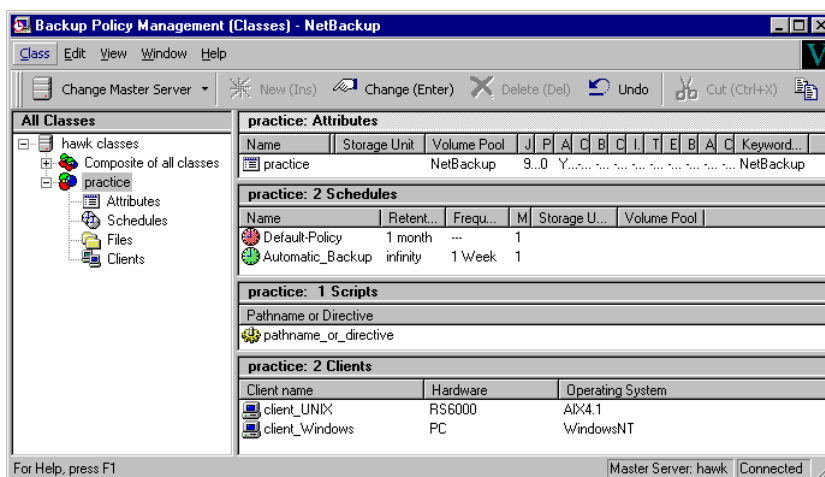 Backup Policy Management (Classes) - NetBackup
Class Edit View Window Help
Change Master Server New (Ins) Change (Enter) Delete (Del) Undo Cut (Ctrl+X)
All Classes
hawk classes
Composite of all classes
practice
Attributes
Schedules
Files
Clients
practice: Attributes
Name Storage Unit Volume Pool J P A C B C I. T E B A C Keyword...
practice NetBackup 9...0 Y...-... -... -... -... -... -... -... -... NetBackup
practice: 2 Schedules
Name Retent... Frequ... M Storage U... Volume Pool
Default-Policy 1 month --- 1
Automatic_Backup infinity 1 Week 1
practice: 1 Scripts
Pathname or Directive
pathname_or_directive
practice: 2 Clients
Client name Hardware Operating System
client_UNIX RS6000 AIX4.1
client_Windows PC WindowsNT
For Help, press F1 Master Server: hawk Connected